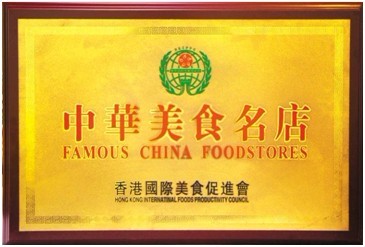 中華美食名店
FAMOUS CHINA FOODSTORES
香港國際美食促進會
HONG KONG INTERNATINAL FOODS PRODUCTIVITY COUNCIL